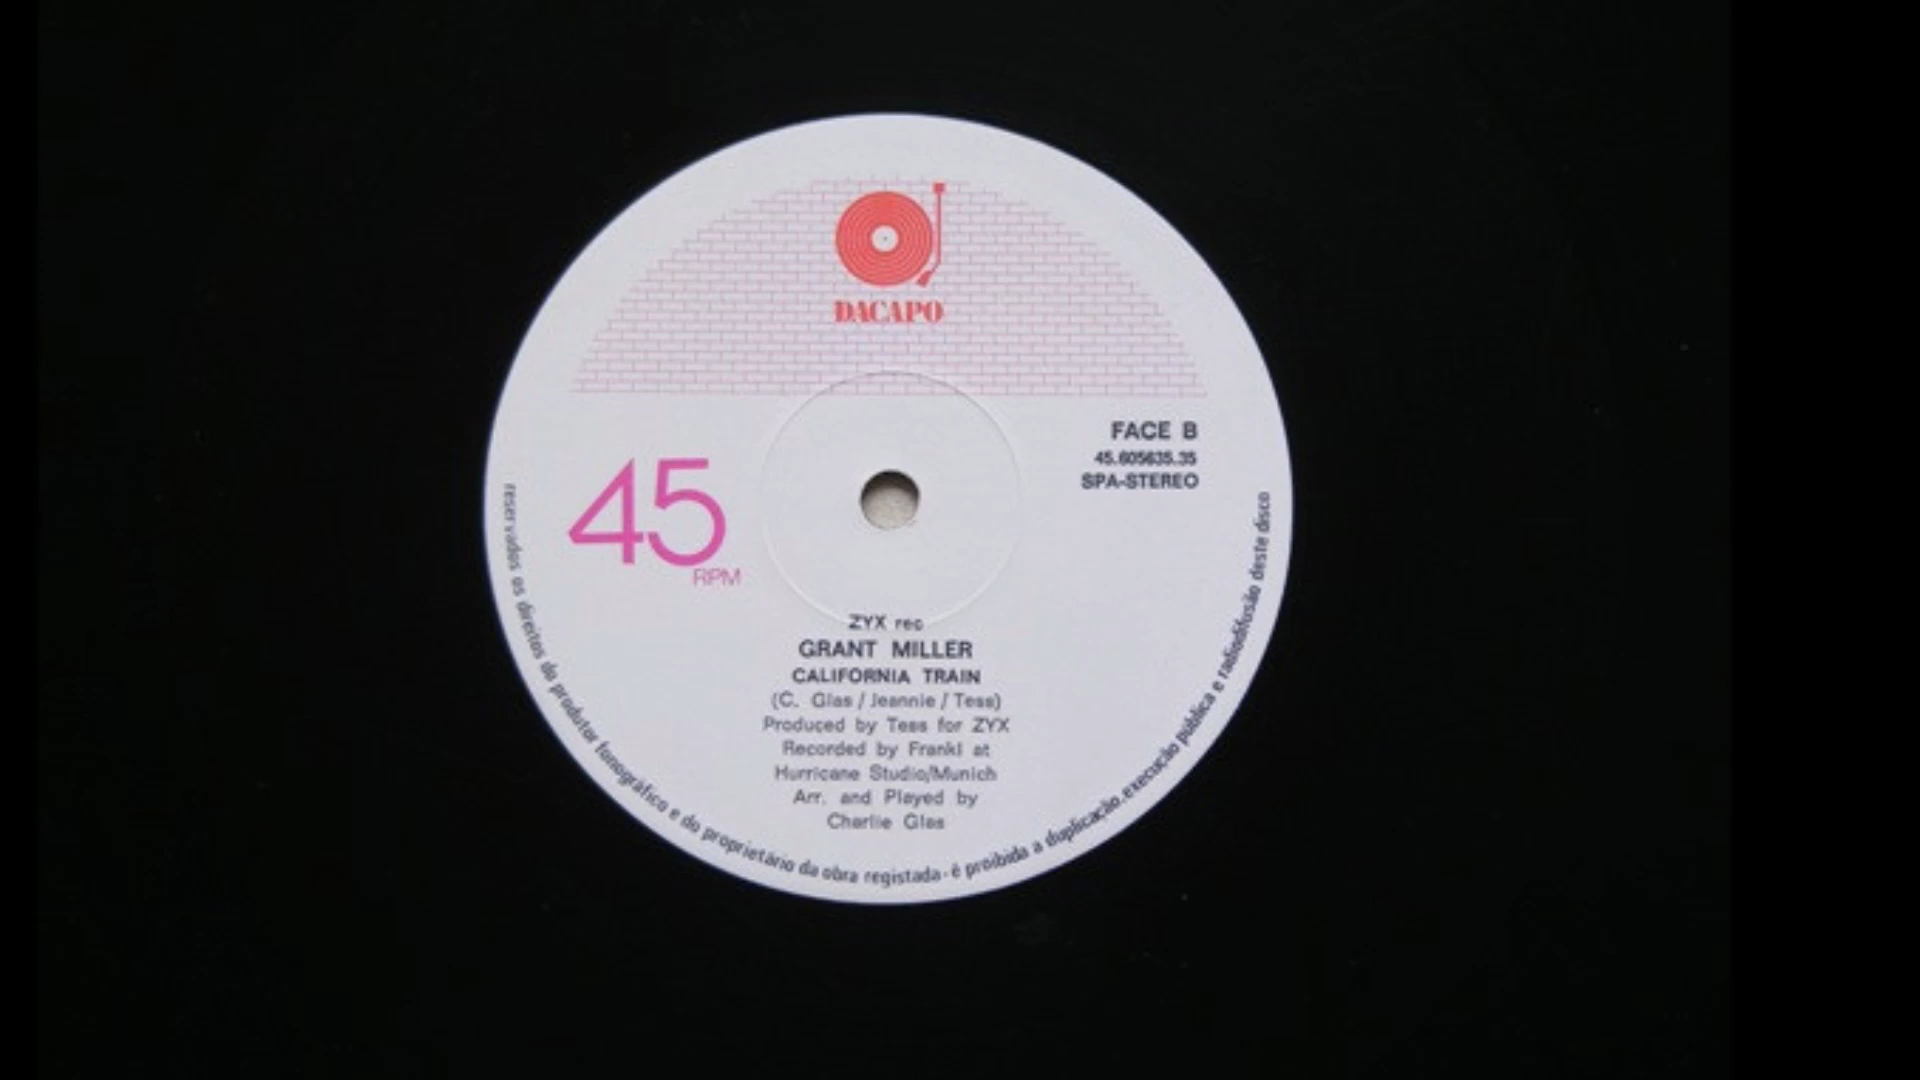 DACAPO
FACE B
45.605635.35
SPA-STEREO
45
RPM
ZYX rec
GRANT MILLER
CALIFORNIA TRAIN
(C. Glas / Jeannie / Tess)
Produced by Tess for ZYX
Recorded by Frankl at
Hurricane Studio/Munich
Arr. and Played by
Charlie Glas
reservados os direitos do produtor fonográfico e do proprietário da obra registada - é proibida a duplicação, execução pública e radiodifusão deste disco